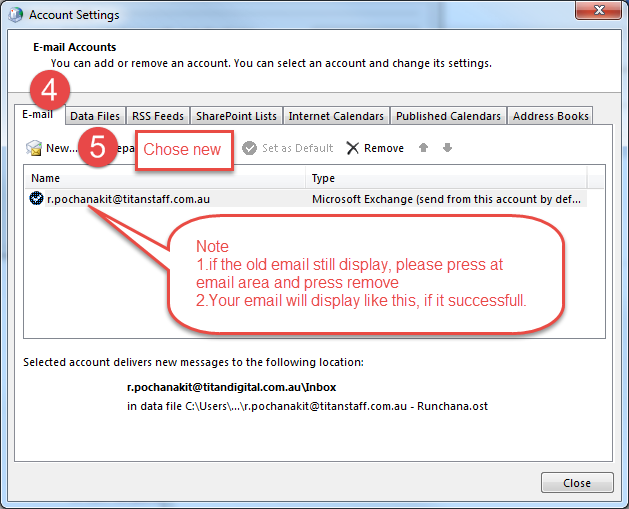 Account Settings
E-mail Accounts
You can add or remove an account. You can select an account and change its settings.
4
E-mail
Data Files
RSS Feeds
SharePoint Lists
Internet Calendars
Published Calendars
Address Books
New...
5
epa
Chose new
Set as Default
Remove
Name
Type
r.pochanakit@titanstaff.com.au
Microsoft Exchange (send from this account by def...
Note
1.if the old email still display, please press at
email area and press remove
2.Your email will display like this, if it successfull.
Selected account delivers new messages to the following location:
r.pochanakit@titandigital.com.au\Inbox
in data file C:\Users\...\r.pochanakit@titanstaff.com.au - Runchana.ost
Close